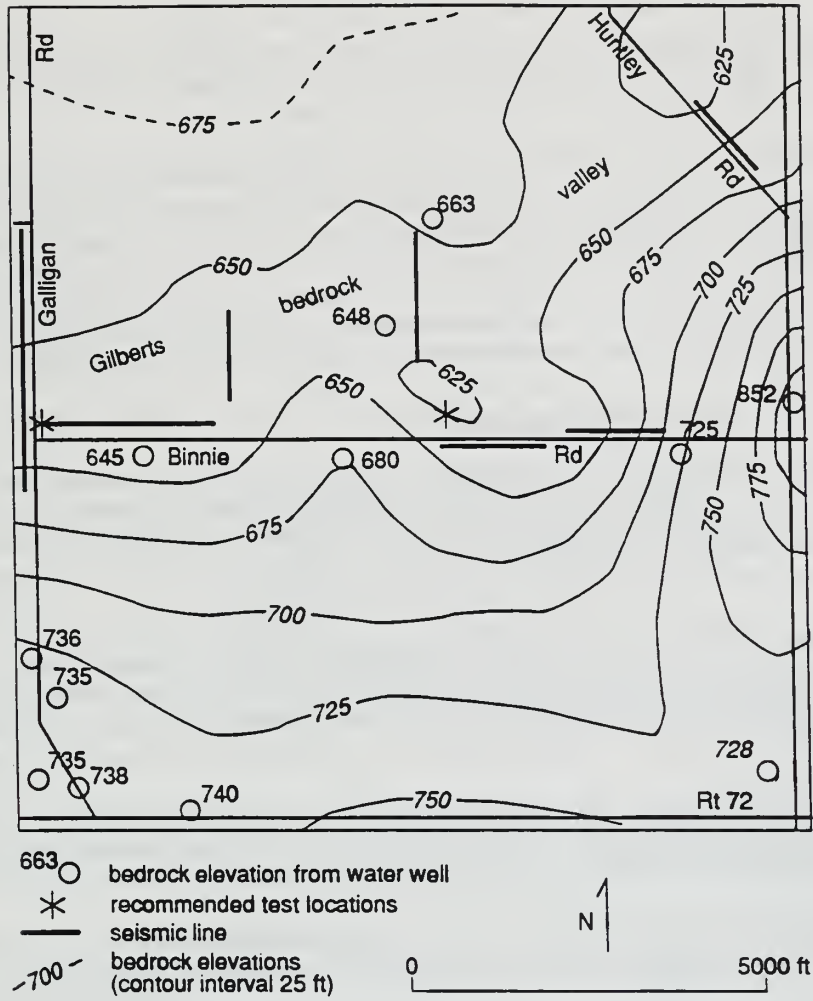 Rd
Huntley
625
675
valley
Rd
663
650
650
675
Galligan
bedrock
700
648
725
Gilberts
650
625
852
725
645
Binnie
680
Rd
775
675
750
700
736
735
725
735
738
728
740
750
Rt 72
663 bedrock elevation from water well
recommended test locations
seismic line
700 bedrock elevations
(contour interval 25 ft)
N
0 5000 ft